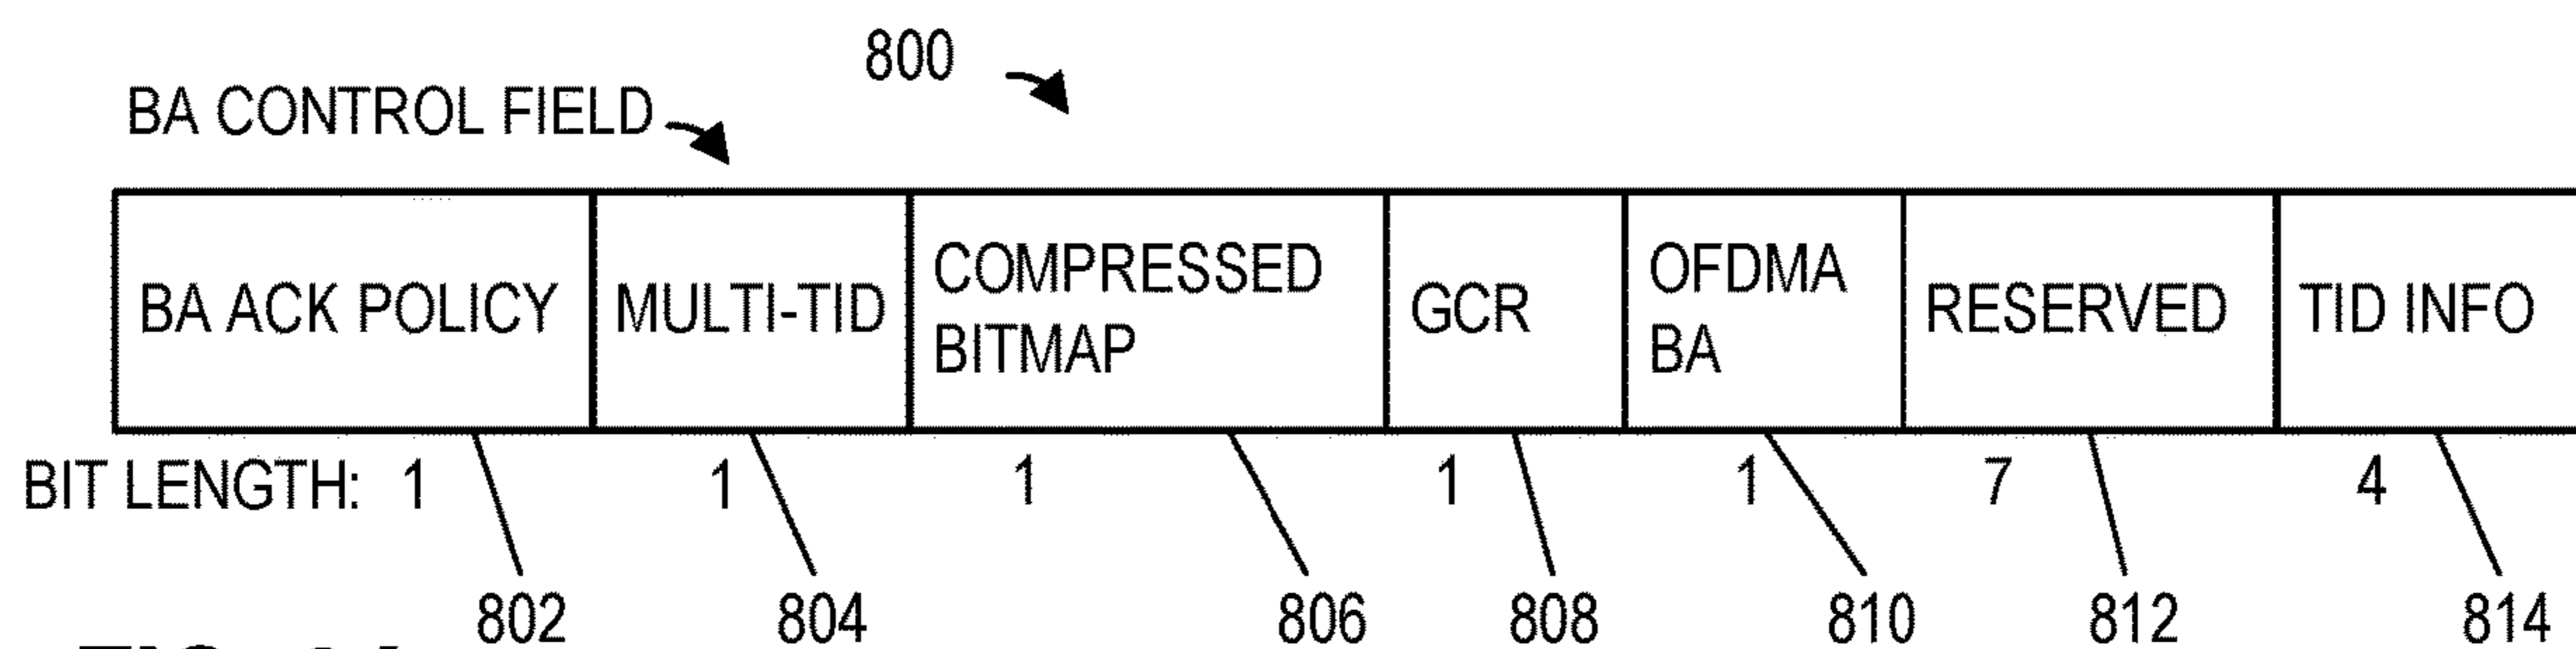 800
BA CONTROL FIELD
BA ACK POLICY
MULTI-TID
COMPRESSED
BITMAP
GCR
OFDMA
BA
RESERVED
TID INFO
BIT LENGTH: 1 1 1 1 1 7 4
802 804 806 808 810 812 814